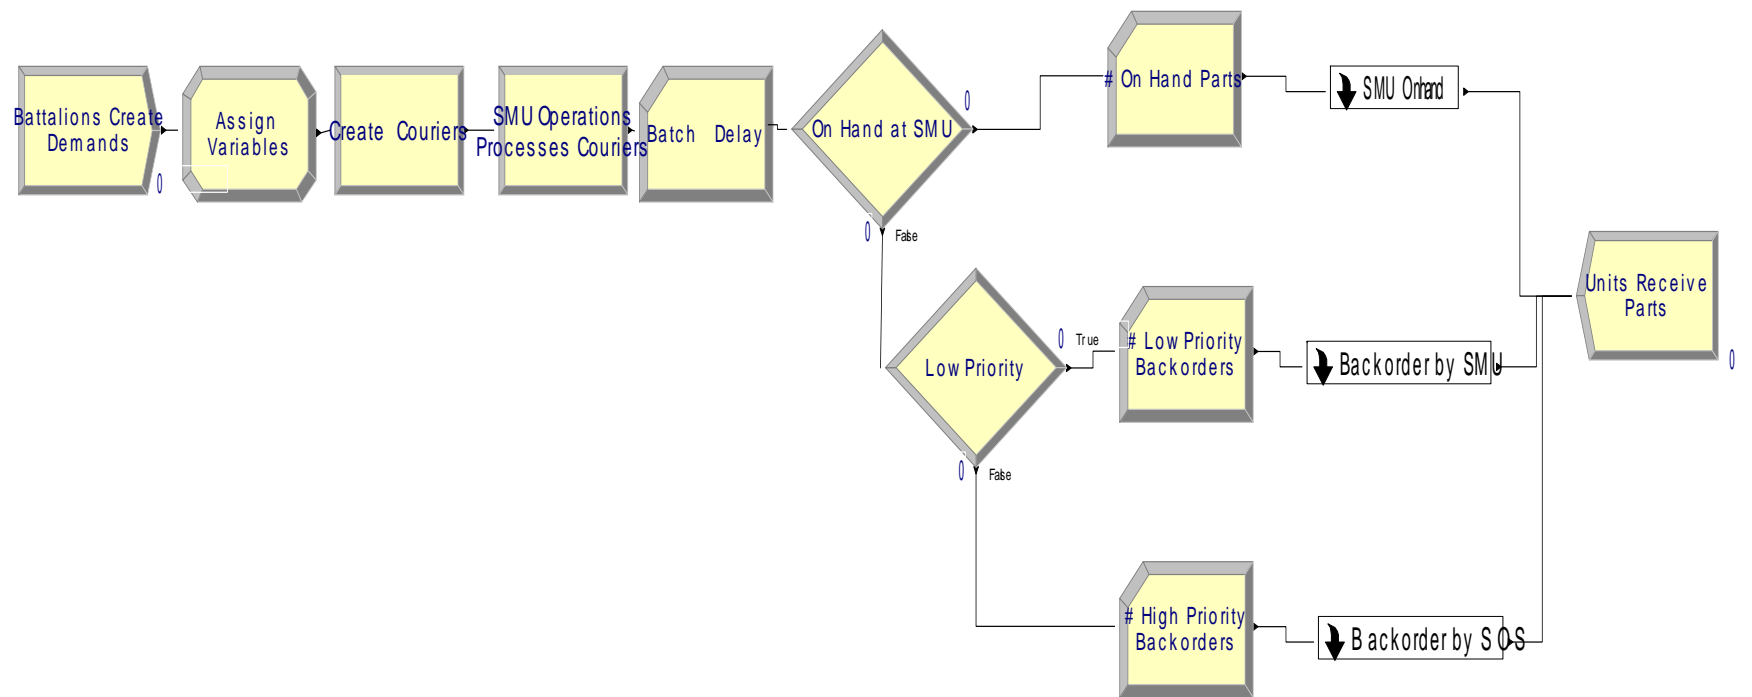 Battalions Create
Demands
0
Assign
Variables
Create Couriers
SMU Operations
Processes Couriers
Batch Delay
On Hand at SMU
0
0
False
# On Hand Parts
SMU Onhand
Low Priority
0
True
0
False
# Low Priority
Backorders
Backorder by SMU
# High Priority
Backorders
Backorder by SOS
Units Receive
Parts
0